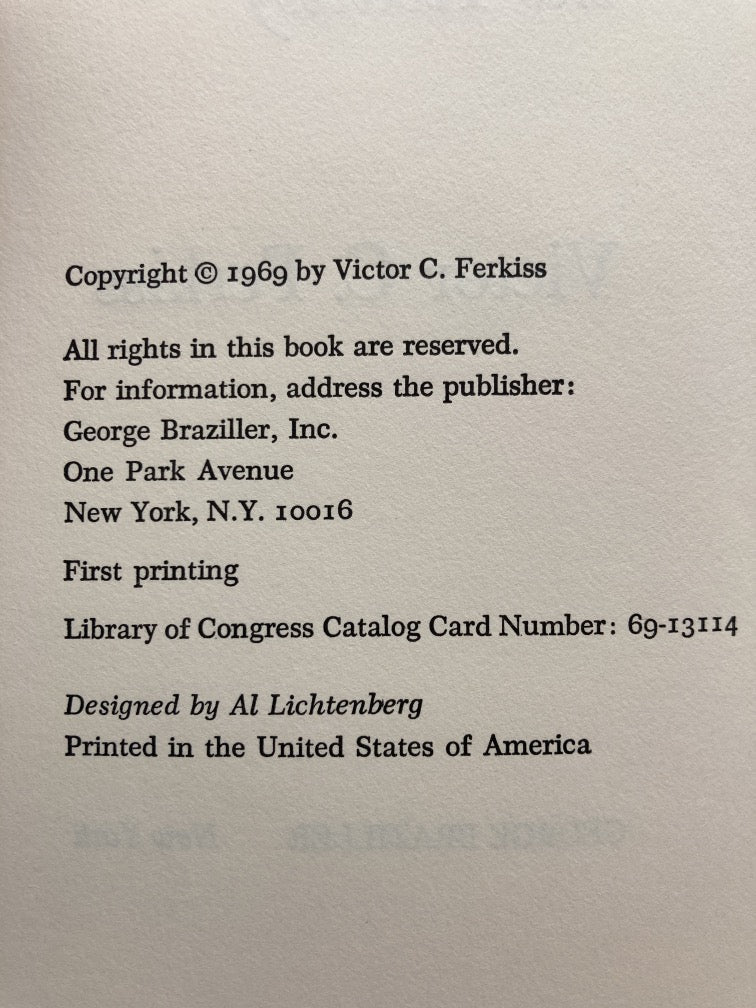 Copyright © 1969 by Victor C. Ferkiss
All rights in this book are reserved.
For information, address the publisher:
George Braziller, Inc.
One Park Avenue
New York, N.Y. 10016
First printing
Library of Congress Catalog Card Number: 69-13114
Designed by Al Lichtenberg
Printed in the United States of America